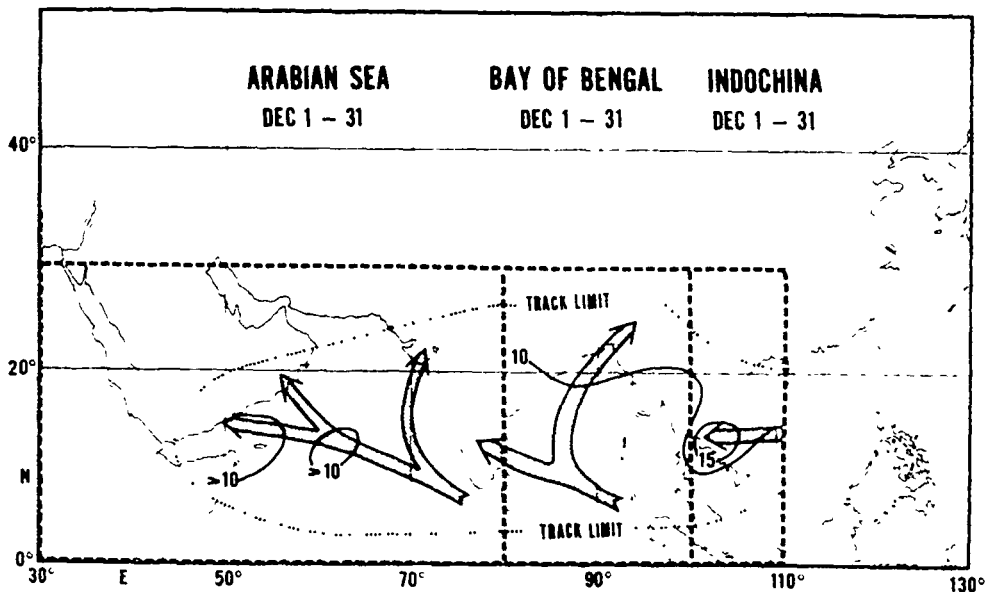 ARABIAN SEA BAY OF BENGAL INDOCHINA
DEC 1 – 31 DEC 1 – 31 DEC 1 – 31
40°
TRACK LIMIT
20°
10
>10
>10
15
N
TRACK LIMIT
0°
30° E 50° 70° 90° 110° 130°